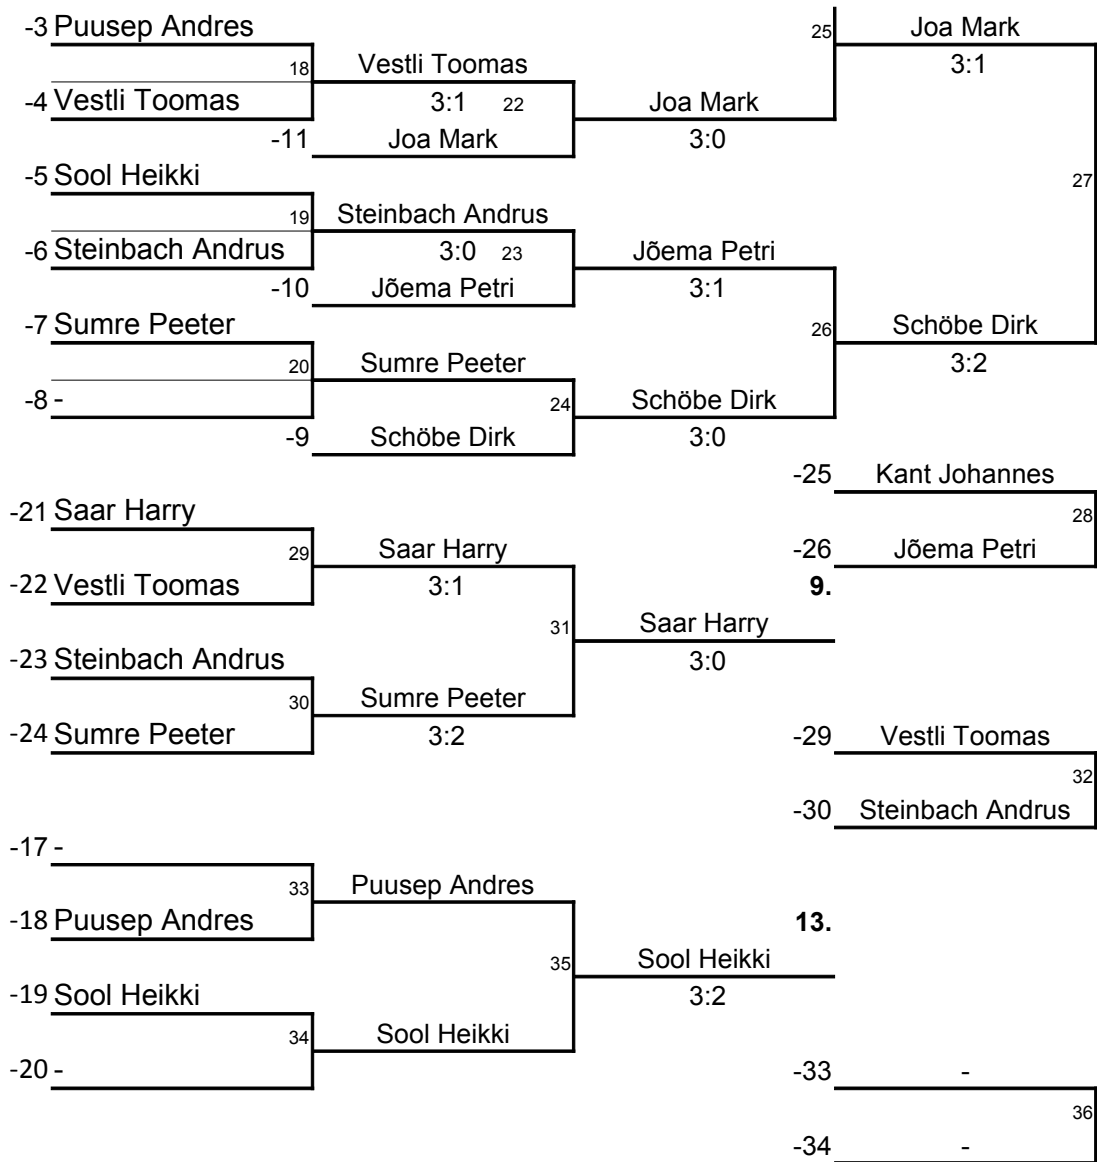 -3 Puusep Andres
25 Joa Mark
18 Vestli Toomas
3:1
-4 Vestli Toomas
3:1 22 Joa Mark
-11 Joa Mark
3:0
-5 Sool Heikki
27
19 Steinbach Andrus
-6 Steinbach Andrus
3:0 23 Jõema Petri
-10 Jõema Petri
3:1
-7 Sumre Peeter
26 Schöbe Dirk
20 Sumre Peeter
3:2
-8 -
24 Schöbe Dirk
-9 Schöbe Dirk
3:0
-25 Kant Johannes
-21 Saar Harry
28
29 Saar Harry
-26 Jõema Petri
-22 Vestli Toomas
3:1
9.
31 Saar Harry
-23 Steinbach Andrus
3:0
30 Sumre Peeter
-24 Sumre Peeter
3:2
-29 Vestli Toomas
32
-30 Steinbach Andrus
-17 -
33 Puusep Andres
-18 Puusep Andres
13.
35 Sool Heikki
-19 Sool Heikki
3:2
34 Sool Heikki
-20 -
-33 -
36
-34 -